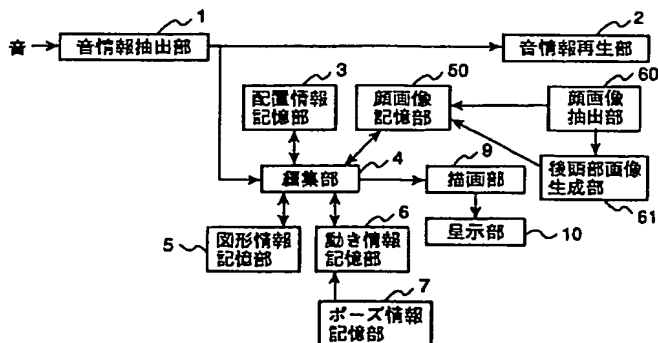 1
2
音
音情報抽出部
音情報再生部
3
50
60
配置情報
記憶部
顔画像
記憶部
顔画像
抽出部
4
9
編集部
描画部
後頭部画像
生成部
6
61
5
図形情報
記憶部
動き情報
記憶部
呈示部
10
7
ポーズ情報
記憶部